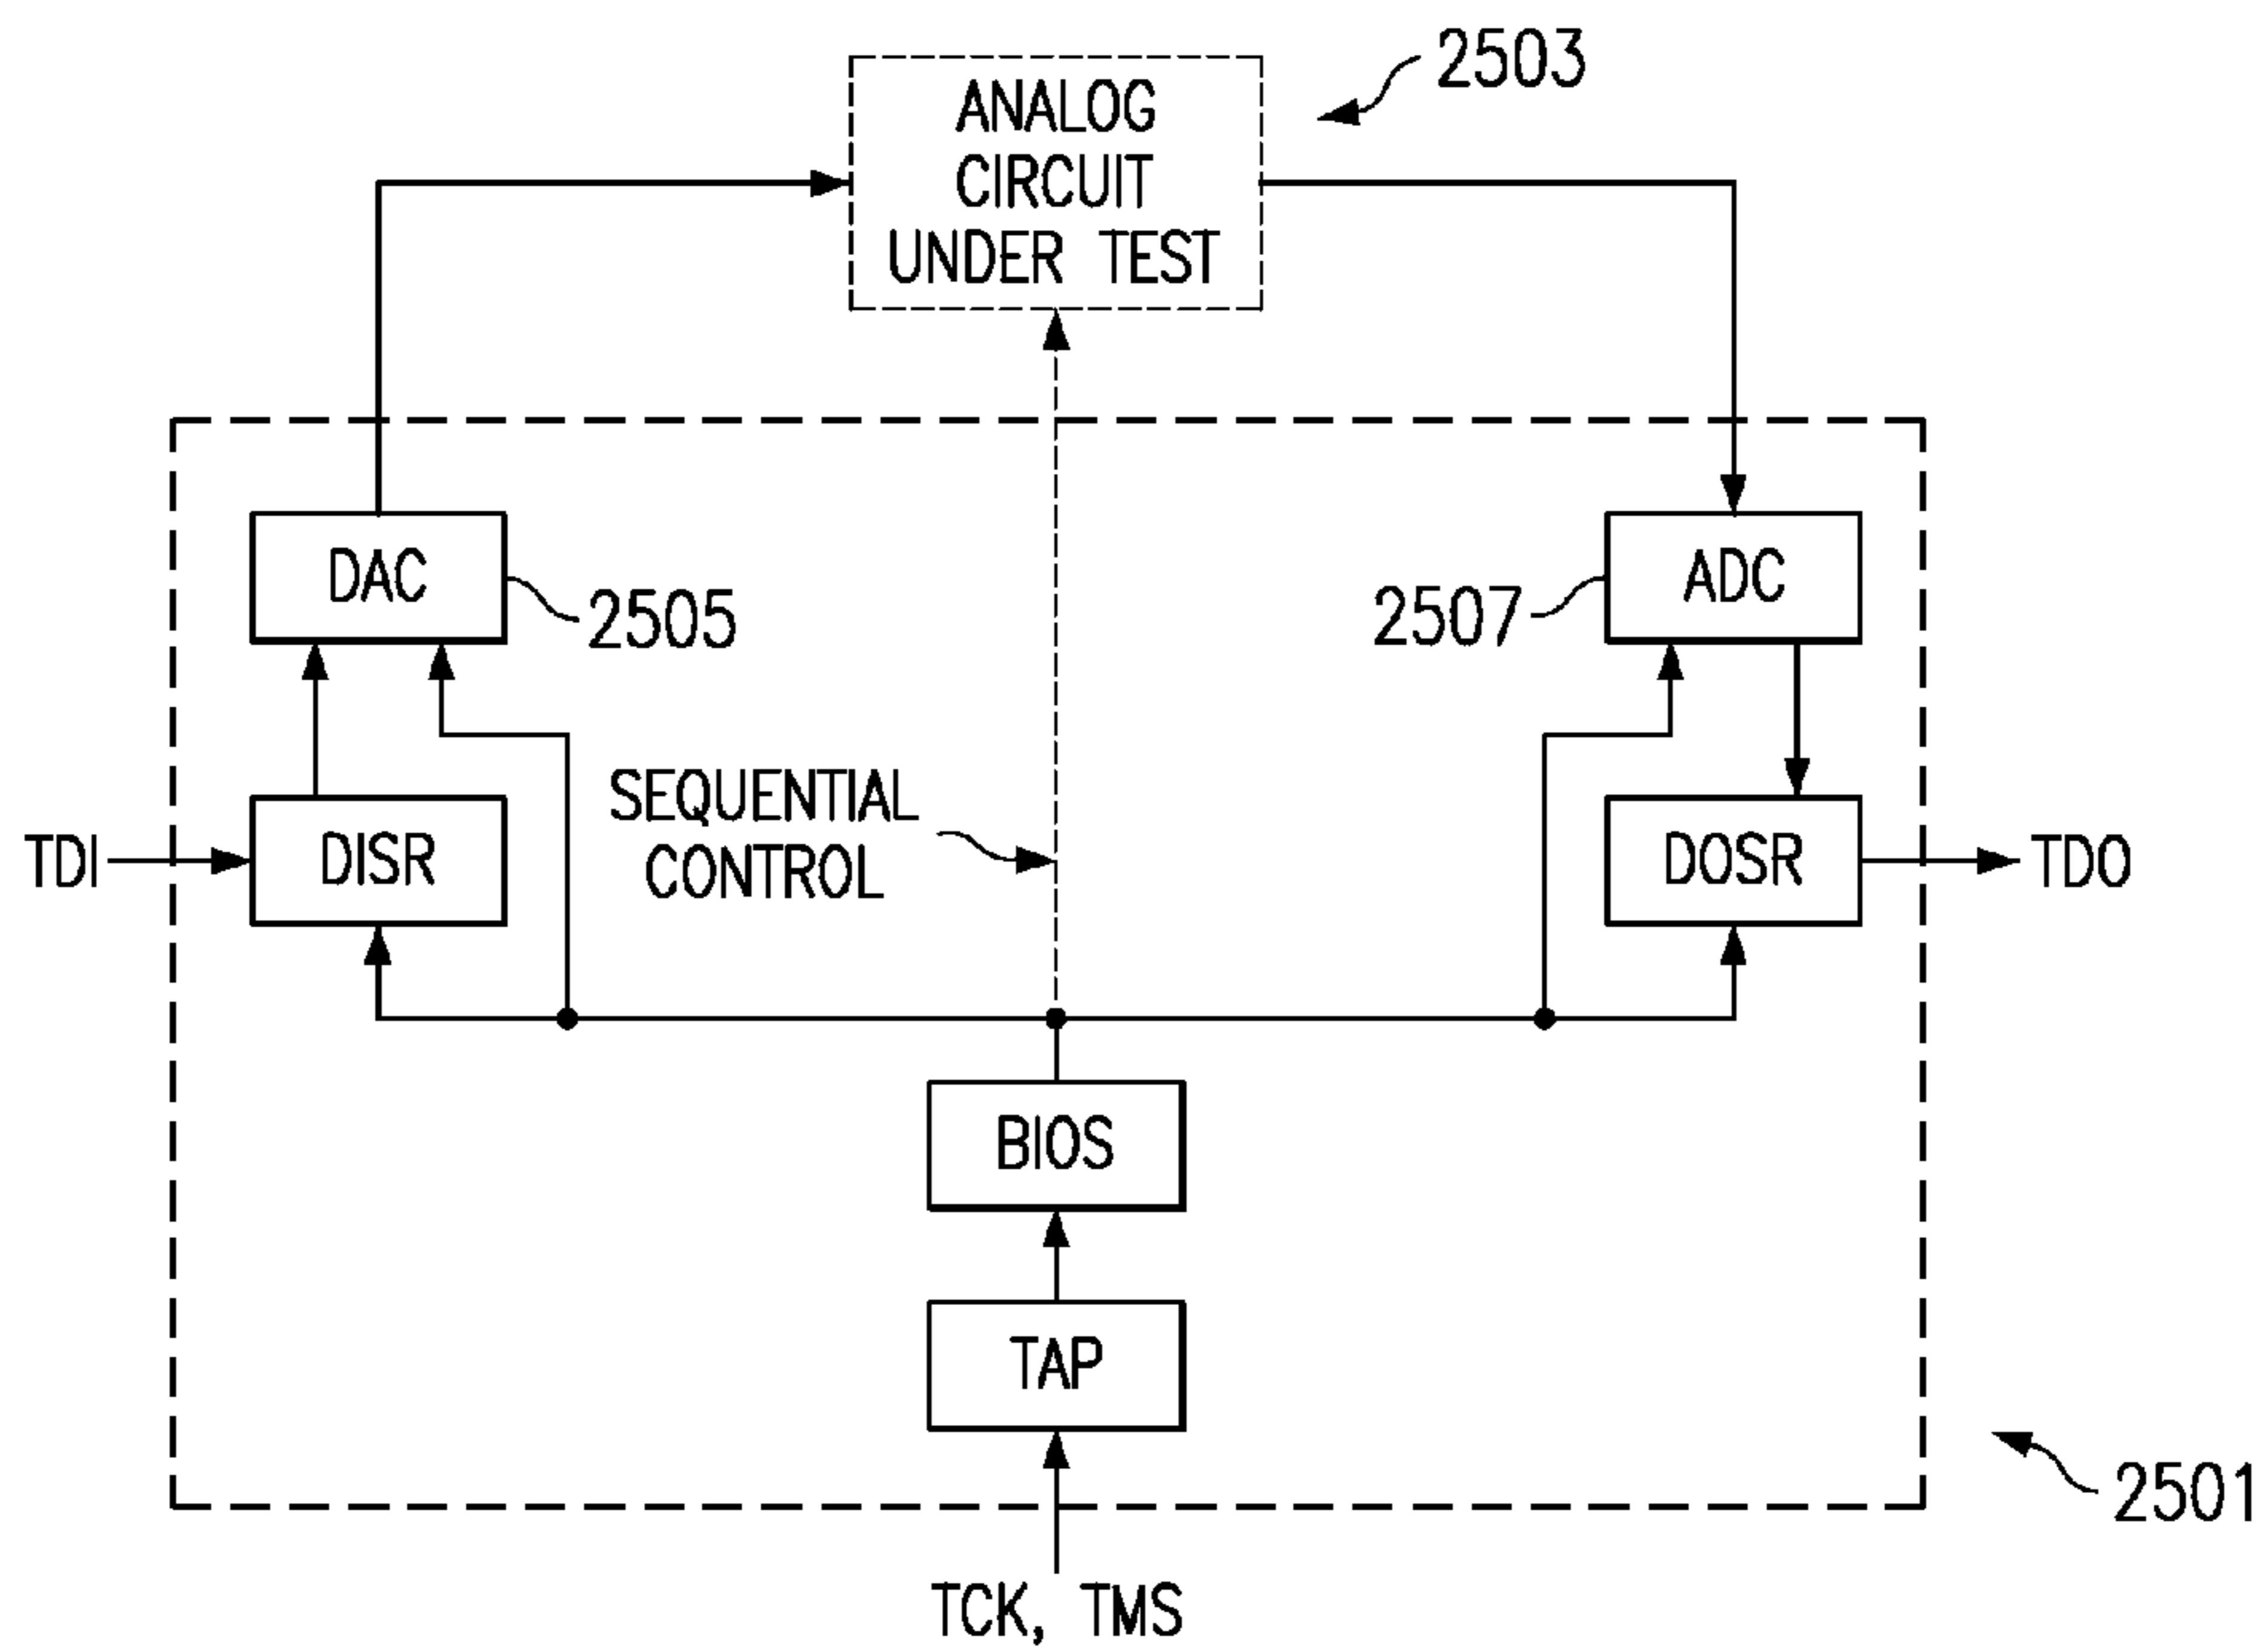 2503
ANALOG
CIRCUIT
UNDER TEST
DAC
2505
2507
ADC
SEQUENTIAL
CONTROL
TDI
DISR
DOSR
TDO
BIOS
TAP
2501
TCK, TMS